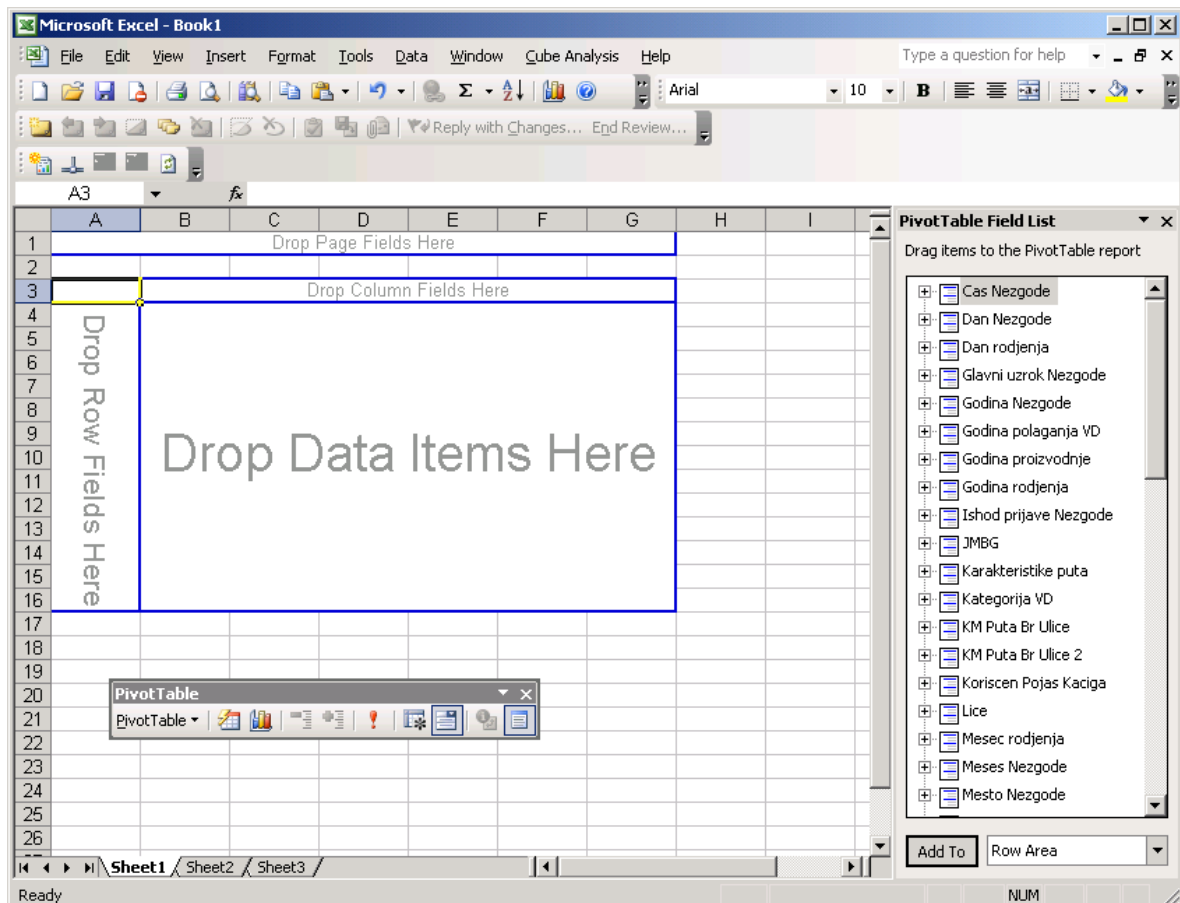 Microsoft Excel - Book1
File Edit View Insert Format Tools Data Window Cube Analysis Help Type a question for help
Arial 10 B
Reply with Changes... End Review...
A3 fx
A B C D E F G H I
1 Drop Page Fields Here
2
3 Drop Column Fields Here
4
5
6
7
8
9
10
11
12
13
14
15
16
Drop Row Fields Here
Drop Data Items Here
17
18
19
20
21
22
23
24
25
26
PivotTable
PivotTable
Sheet1 Sheet2 Sheet3
PivotTable Field List
Drag items to the PivotTable report
Cas Nezgode
Dan Nezgode
Dan rodjenja
Glavni uzrok Nezgode
Godina Nezgode
Godina polaganja VD
Godina proizvodnje
Godina rodjenja
Ishod prijave Nezgode
JMBG
Karakteristike puta
Kategorija VD
KM Puta Br Ulice
KM Puta Br Ulice 2
Koriscen Pojas Kaciga
Lice
Mesec rodjenja
Meses Nezgode
Mesto Nezgode
Add To Row Area
Ready NUM